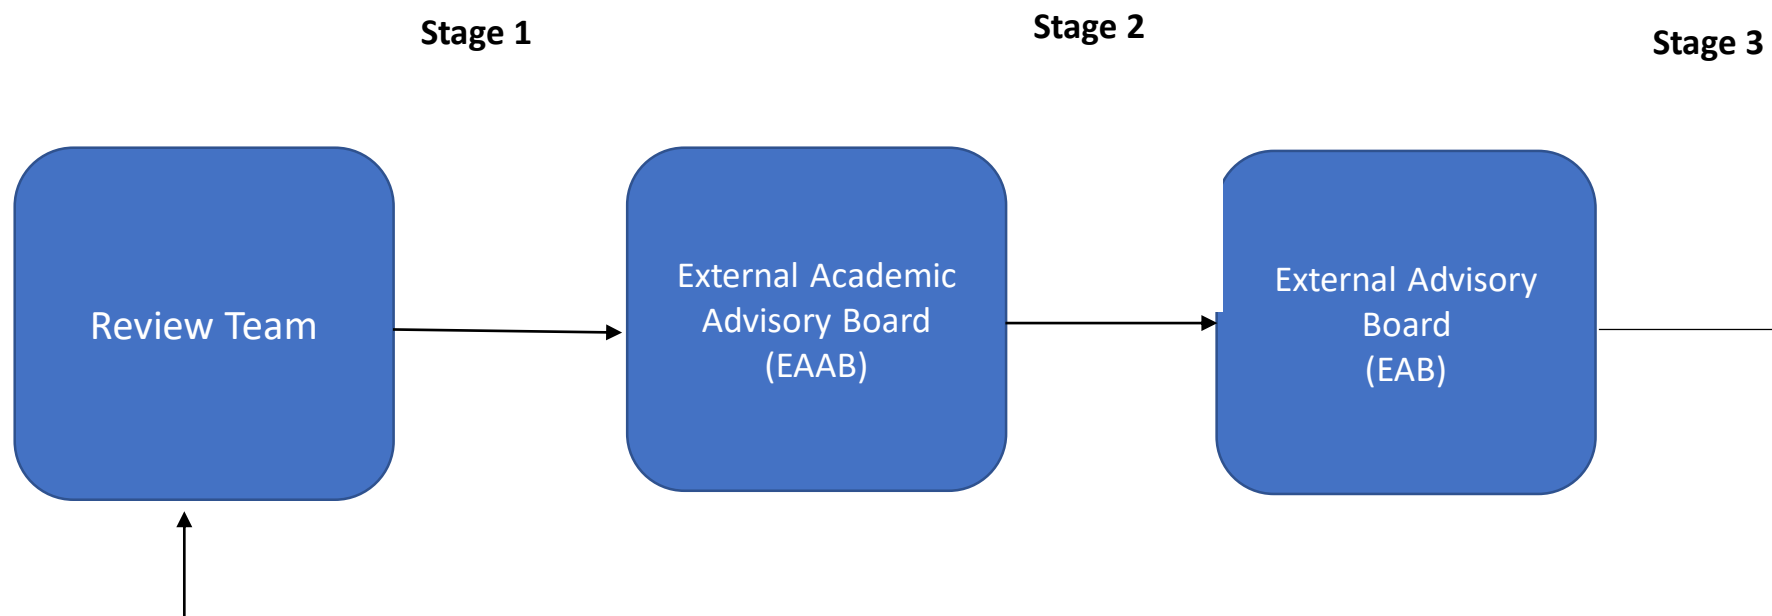 Stage 1
Stage 2
Stage 3
Review Team
External Academic
Advisory Board
(EAAB)
External Advisory
Board
(EAB)